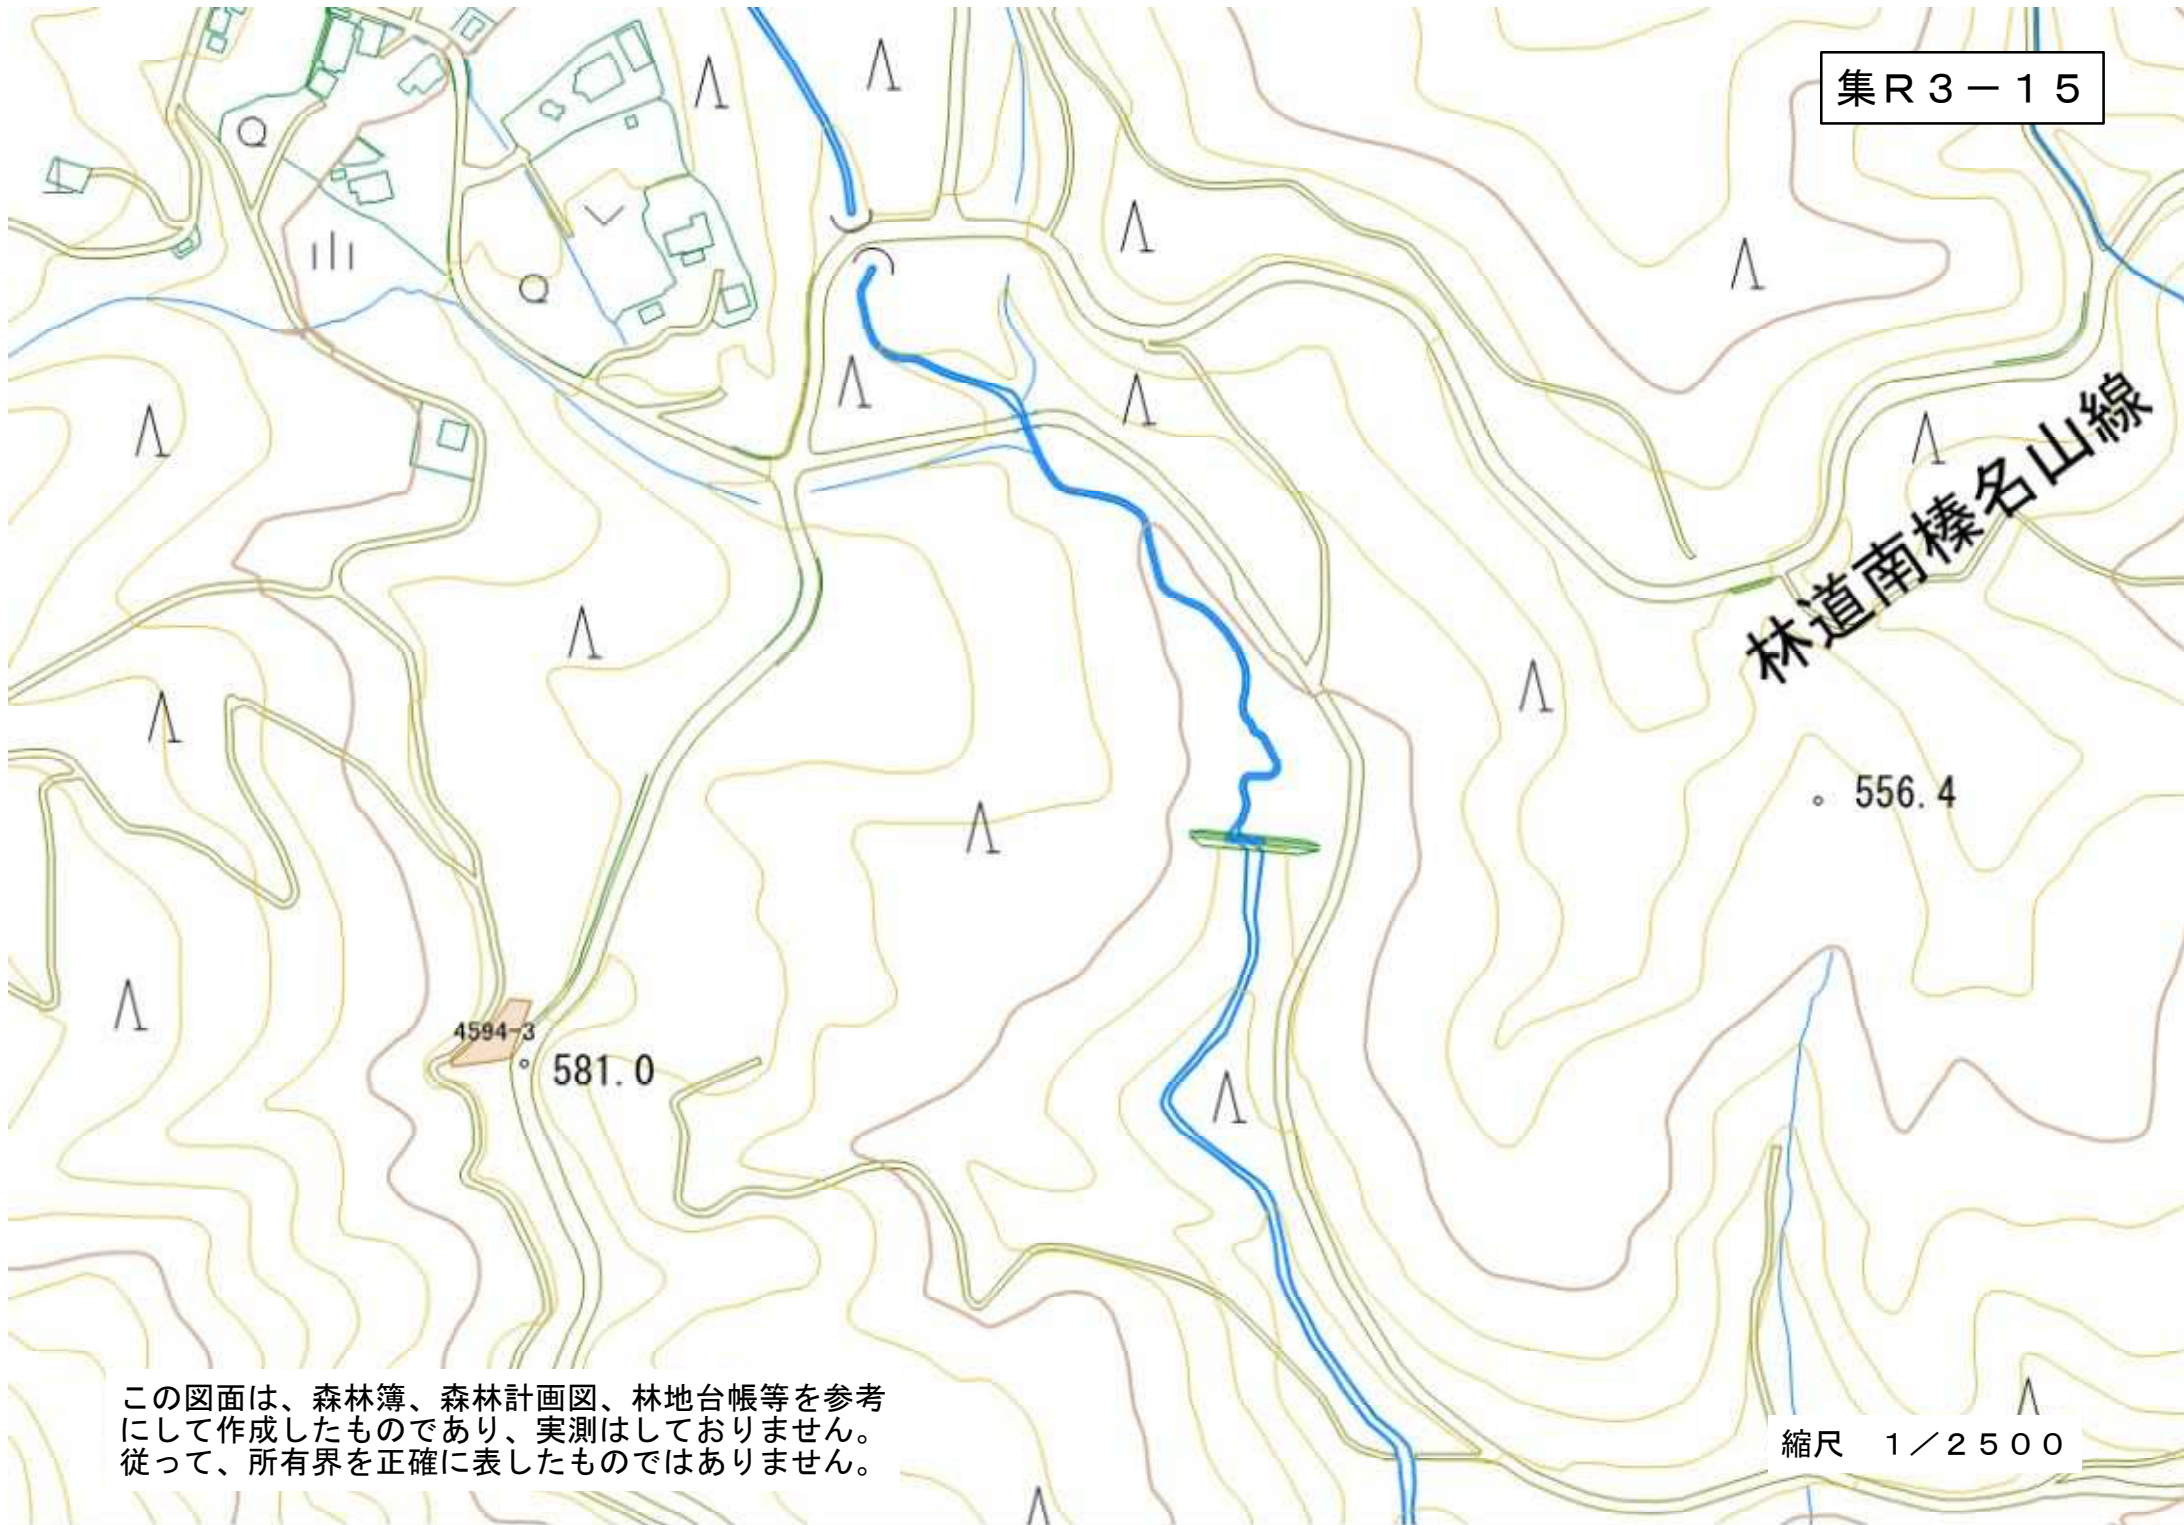 集R3－15
林道南榛名山線
556.4
4594-3
581.0
この図面は、森林簿、森林計画図、林地台帳等を参考
にして作成したものであり、実測はしておりません。
従って、所有界を正確に表したものではありません。
縮尺　1／2500